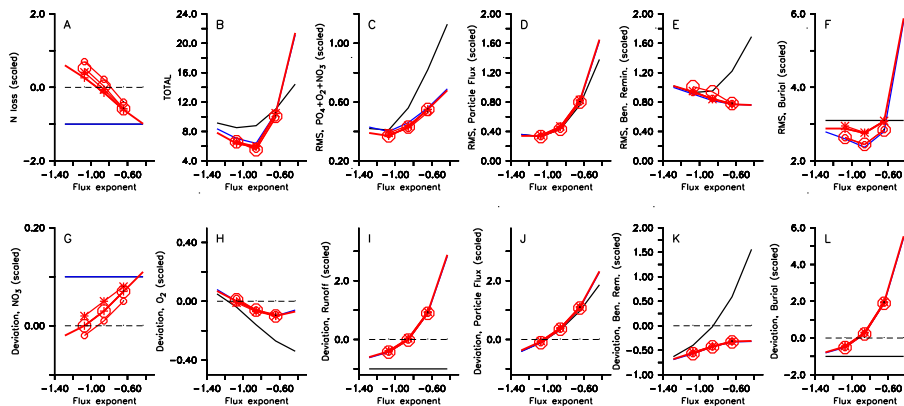 A
B
C
D
E
F
N loss (scaled)
2.0
0.0
−2.0
−1.40 −1.00 −0.60
Flux exponent
TOTAL
24.0
20.0
16.0
12.0
8.0
4.0
−1.40 −1.00 −0.60
Flux exponent
RMS, PO4+O2+NO3 (scaled)
1.00
0.60
0.20
−1.40 −1.00 −0.60
Flux exponent
RMS, Particle Flux (scaled)
2.00
1.60
1.20
0.80
0.40
0.00
−1.40 −1.00 −0.60
Flux exponent
RMS, Ben. Remin. (scaled)
2.00
1.60
1.20
0.80
0.40
0.00
−1.40 −1.00 −0.60
Flux exponent
RMS, Burial (scaled)
6.0
4.0
2.0
−1.40 −1.00 −0.60
Flux exponent
G
H
I
J
K
L
Deviation, NO3 (scaled)
0.20
0.00
−1.40 −1.00 −0.60
Flux exponent
Deviation, O2 (scaled)
0.40
0.00
−0.40
−1.40 −1.00 −0.60
Flux exponent
Deviation, Runoff (scaled)
2.0
0.0
−1.40 −1.00 −0.60
Flux exponent
Deviation, Particle Flux (scaled)
2.0
0.0
−1.40 −1.00 −0.60
Flux exponent
Deviation, Ben. Rem. (scaled)
2.00
1.50
1.00
0.50
0.00
−0.50
−1.00
−1.40 −1.00 −0.60
Flux exponent
Deviation, Burial (scaled)
6.0
4.0
2.0
0.0
−2.0
−1.40 −1.00 −0.60
Flux exponent